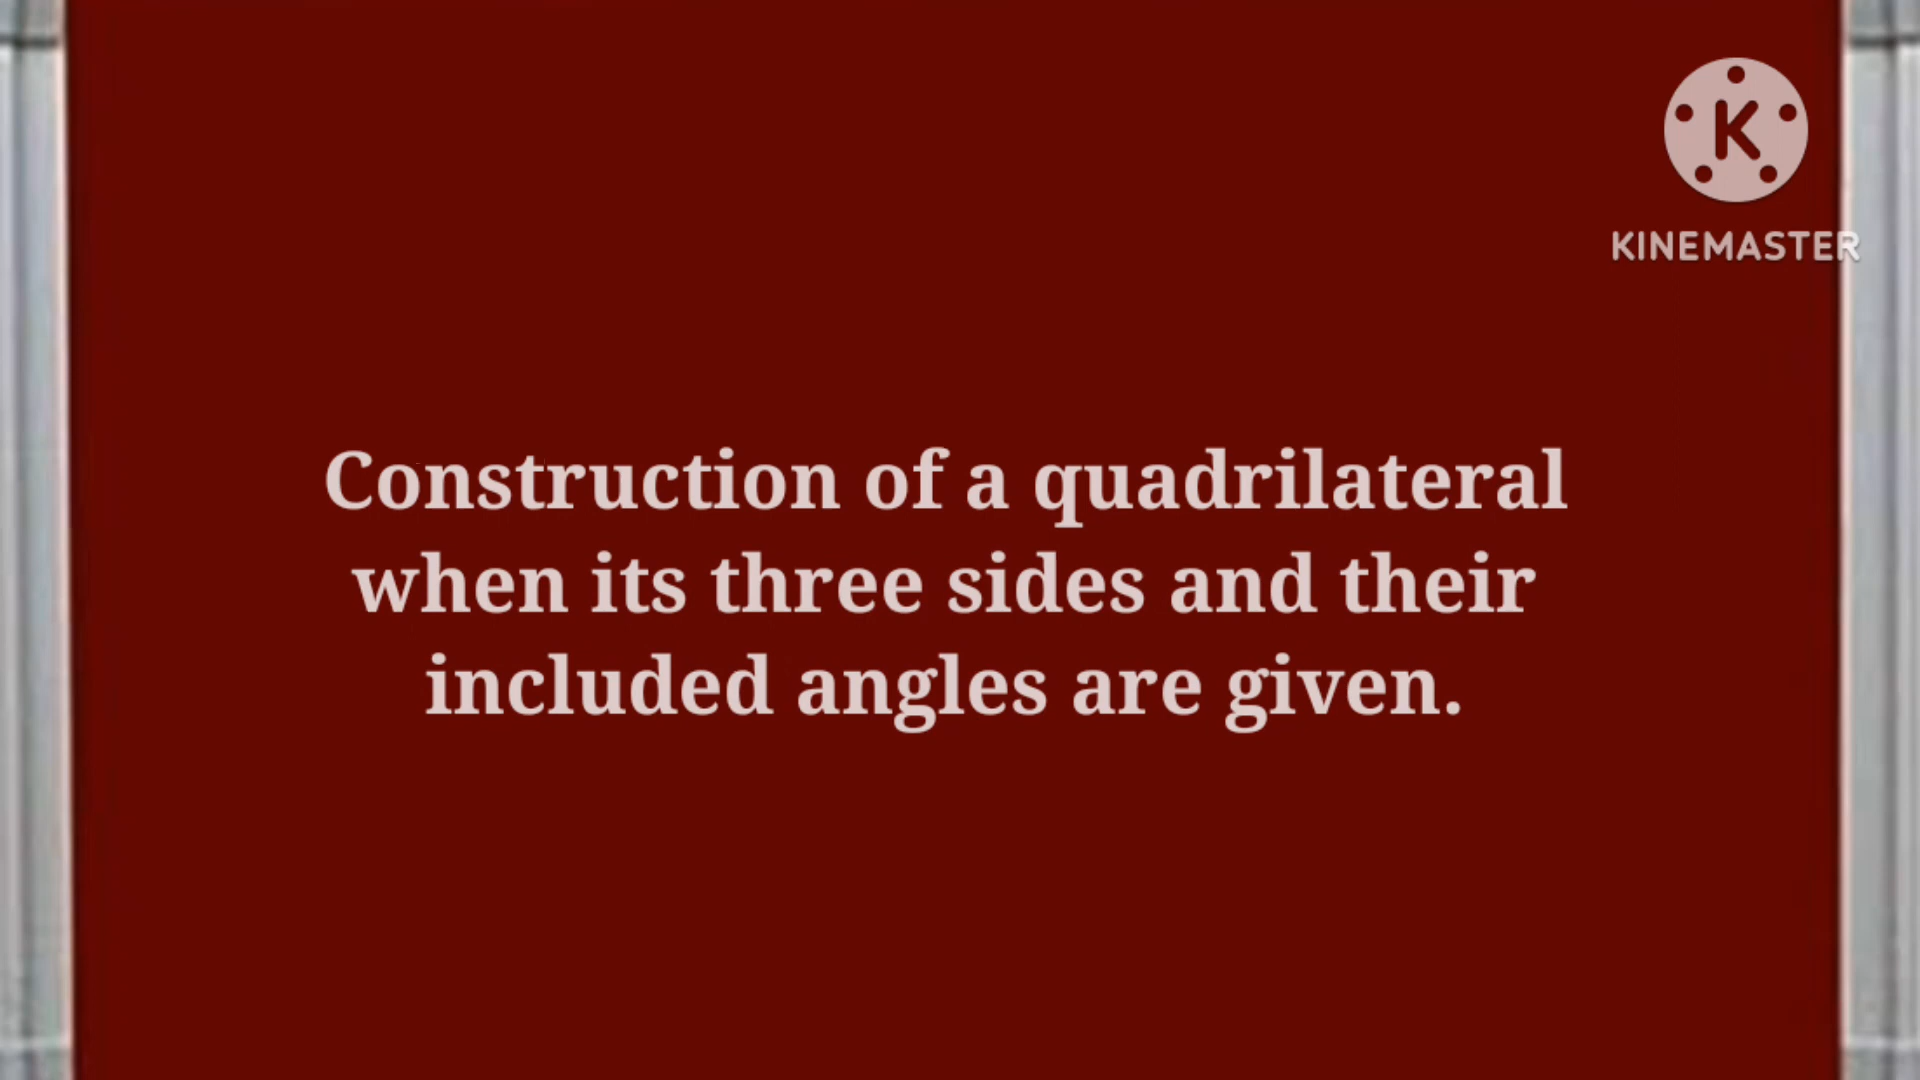 K
KINEMASTER
Construction of a quadrilateral
when its three sides and their
included angles are given.